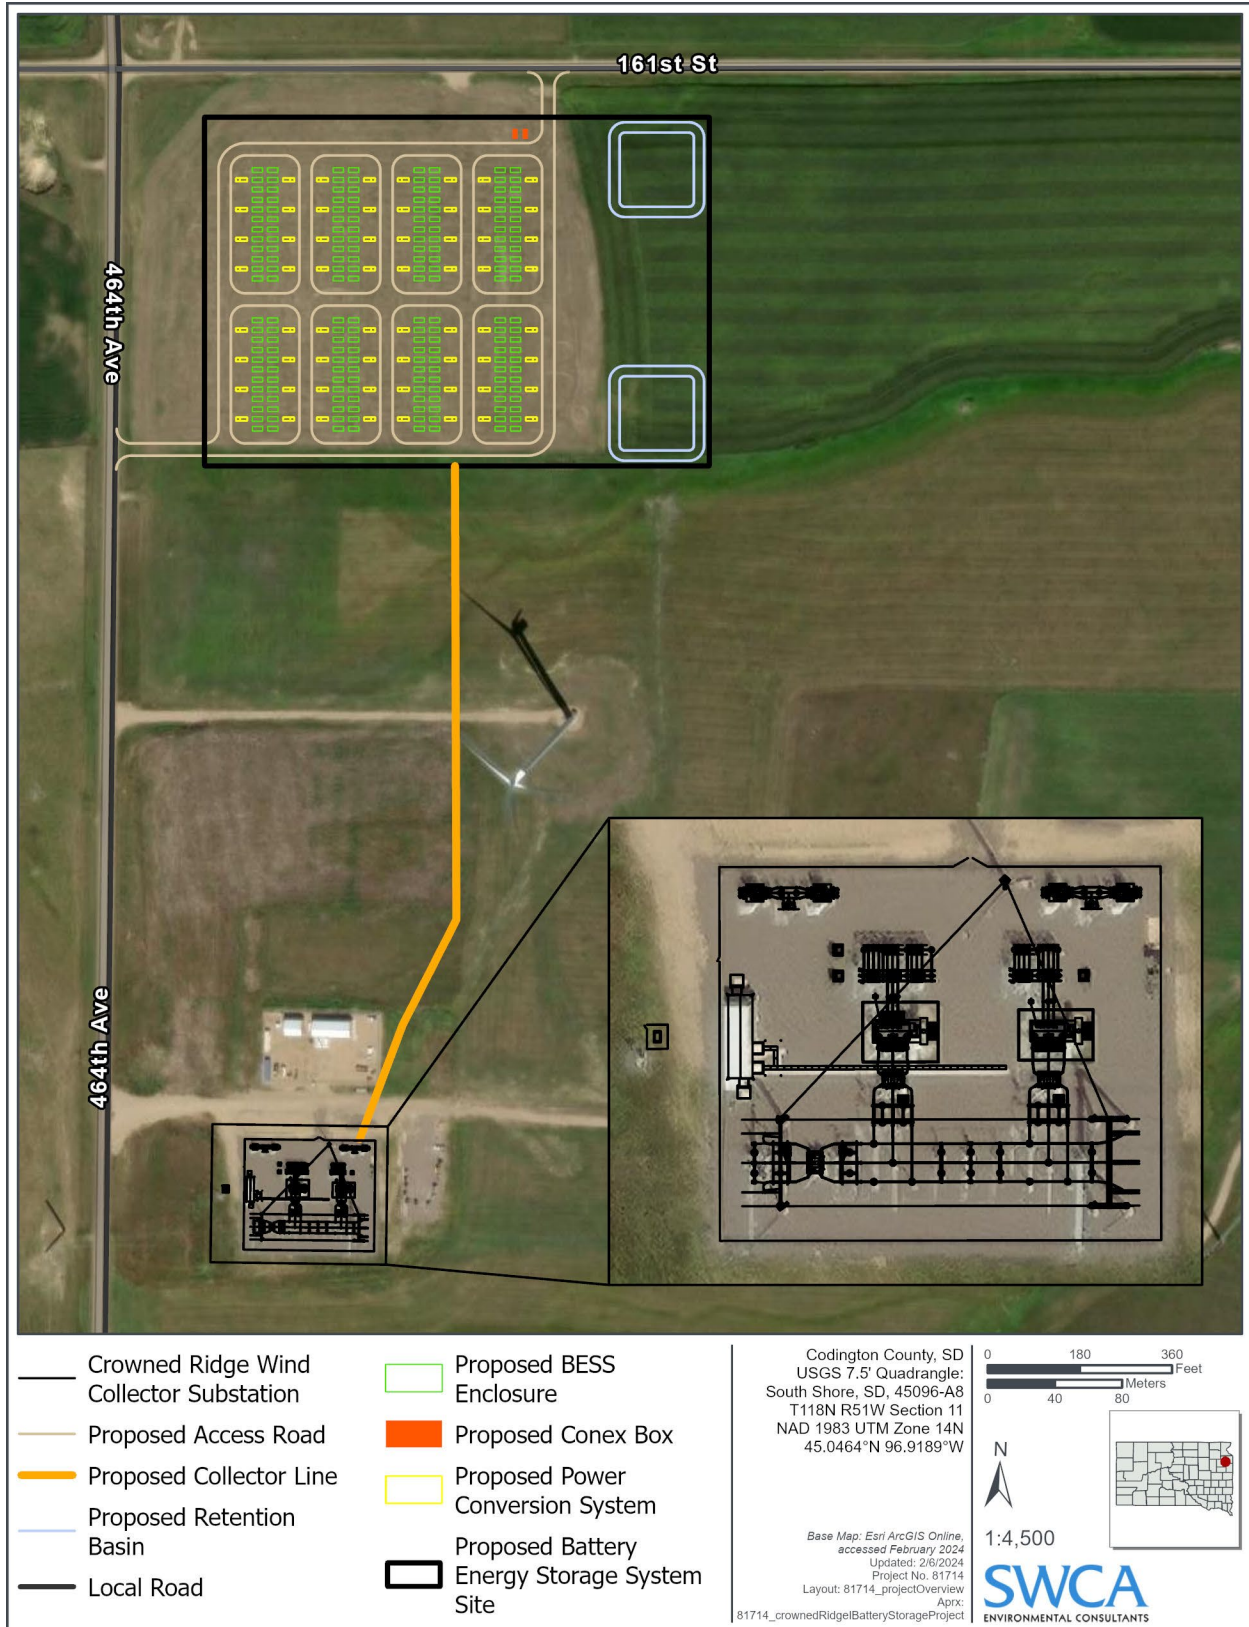 161st St
464th Ave
464th Ave
Crowned Ridge Wind
Collector Substation
Proposed Access Road
Proposed Collector Line
Proposed Retention
Basin
Local Road
Proposed BESS
Enclosure
Proposed Conex Box
Proposed Power
Conversion System
Proposed Battery
Energy Storage System
Site
Codington County, SD
USGS 7.5' Quadrangle:
South Shore, SD, 45096-A8
T118N R51W Section 11
NAD 1983 UTM Zone 14N
45.0464°N 96.9189°W
Base Map: Esri ArcGIS Online,
accessed February 2024
Updated: 2/6/2024
Project No. 81714
Layout: 81714_projectOverview
Aprx:
81714_crownedRidgeIBatteryStorageProject
0 180 360
Feet
Meters
0 40 80
N
1:4,500
SWCA
ENVIRONMENTAL CONSULTANTS